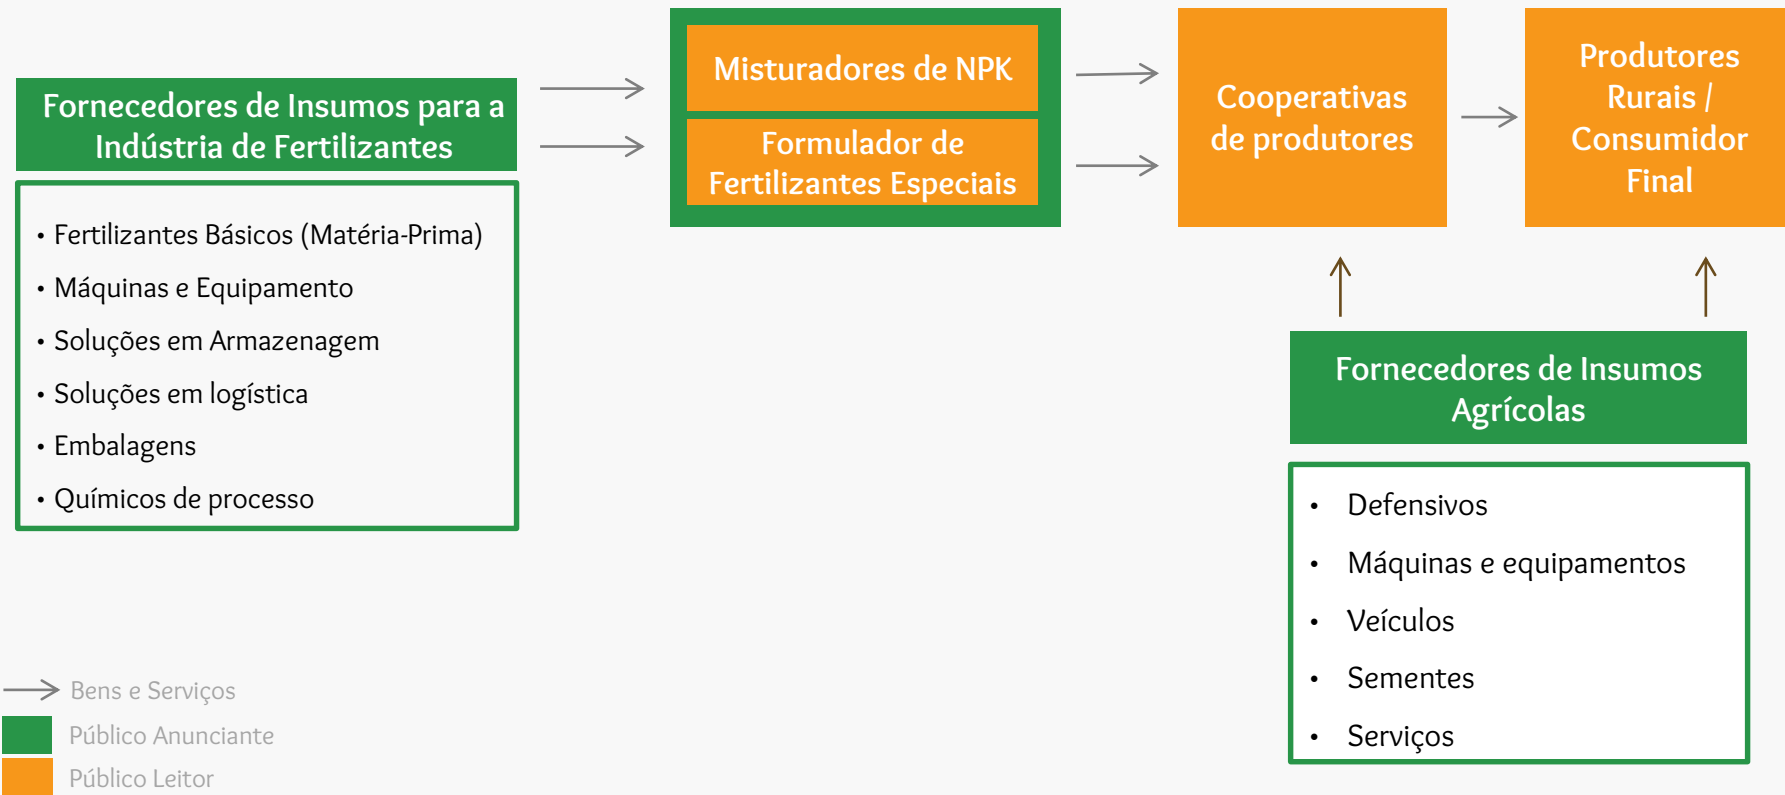 Fornecedores de Insumos para a
Indústria de Fertilizantes
• Fertilizantes Básicos (Matéria-Prima)
• Máquinas e Equipamento
• Soluções em Armazenagem
• Soluções em logística
• Embalagens
• Químicos de processo
Misturadores de NPK
Formulador de
Fertilizantes Especiais
Cooperativas
de produtores
Produtores
Rurais /
Consumidor
Final
Fornecedores de Insumos
Agrícolas
• Defensivos
• Máquinas e equipamentos
• Veículos
• Sementes
• Serviços
Bens e Serviços
Público Anunciante
Público Leitor